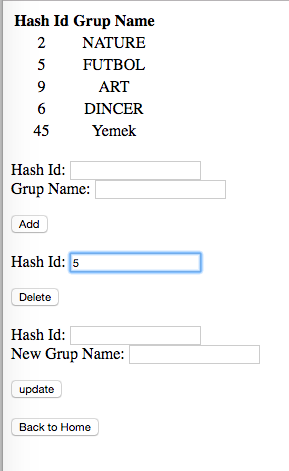 Hash Id Grup Name
2 NATURE
5 FUTBOL
9 ART
6 DINCER
45 Yemek
Hash Id:
Grup Name:
Add
Hash Id: 5
Delete
Hash Id:
New Grup Name:
update
Back to Home